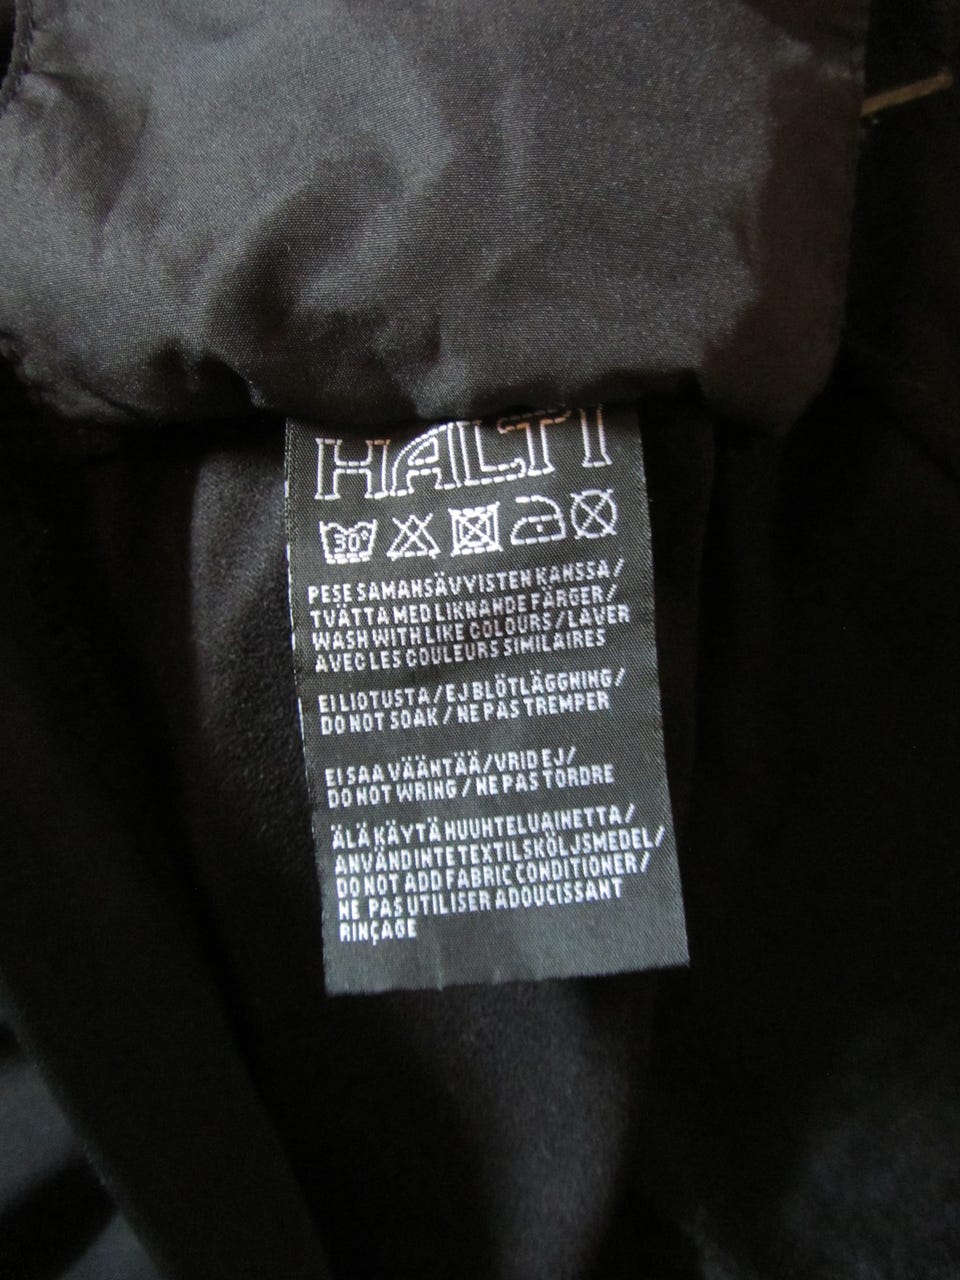 HALTI
30°
PESE SAMANSÄVYISTEN KANSSA/
TVÄTTA MED LIKNANDE FÄRGER/
WASH WITH LIKE COLOURS/LAVER
AVEC LES COULEURS SIMILAIRES
EI LIOTUSTA/EJ BLÖTLÄGGNING/
DO NOT SOAK/NE PAS TREMPER
EI SAA VÄÄNTÄÄ/VRID EJ/
DO NOT WRING/NE PAS TORDRE
ÄLÄ KÄYTÄ HUUHTELUAINETTA/
ANVÄND INTE TEXTILSKÖLJSMEDEL/
DO NOT ADD FABRIC CONDITIONER/
NE PAS UTILISER ADOUCISSANT
RINÇAGE